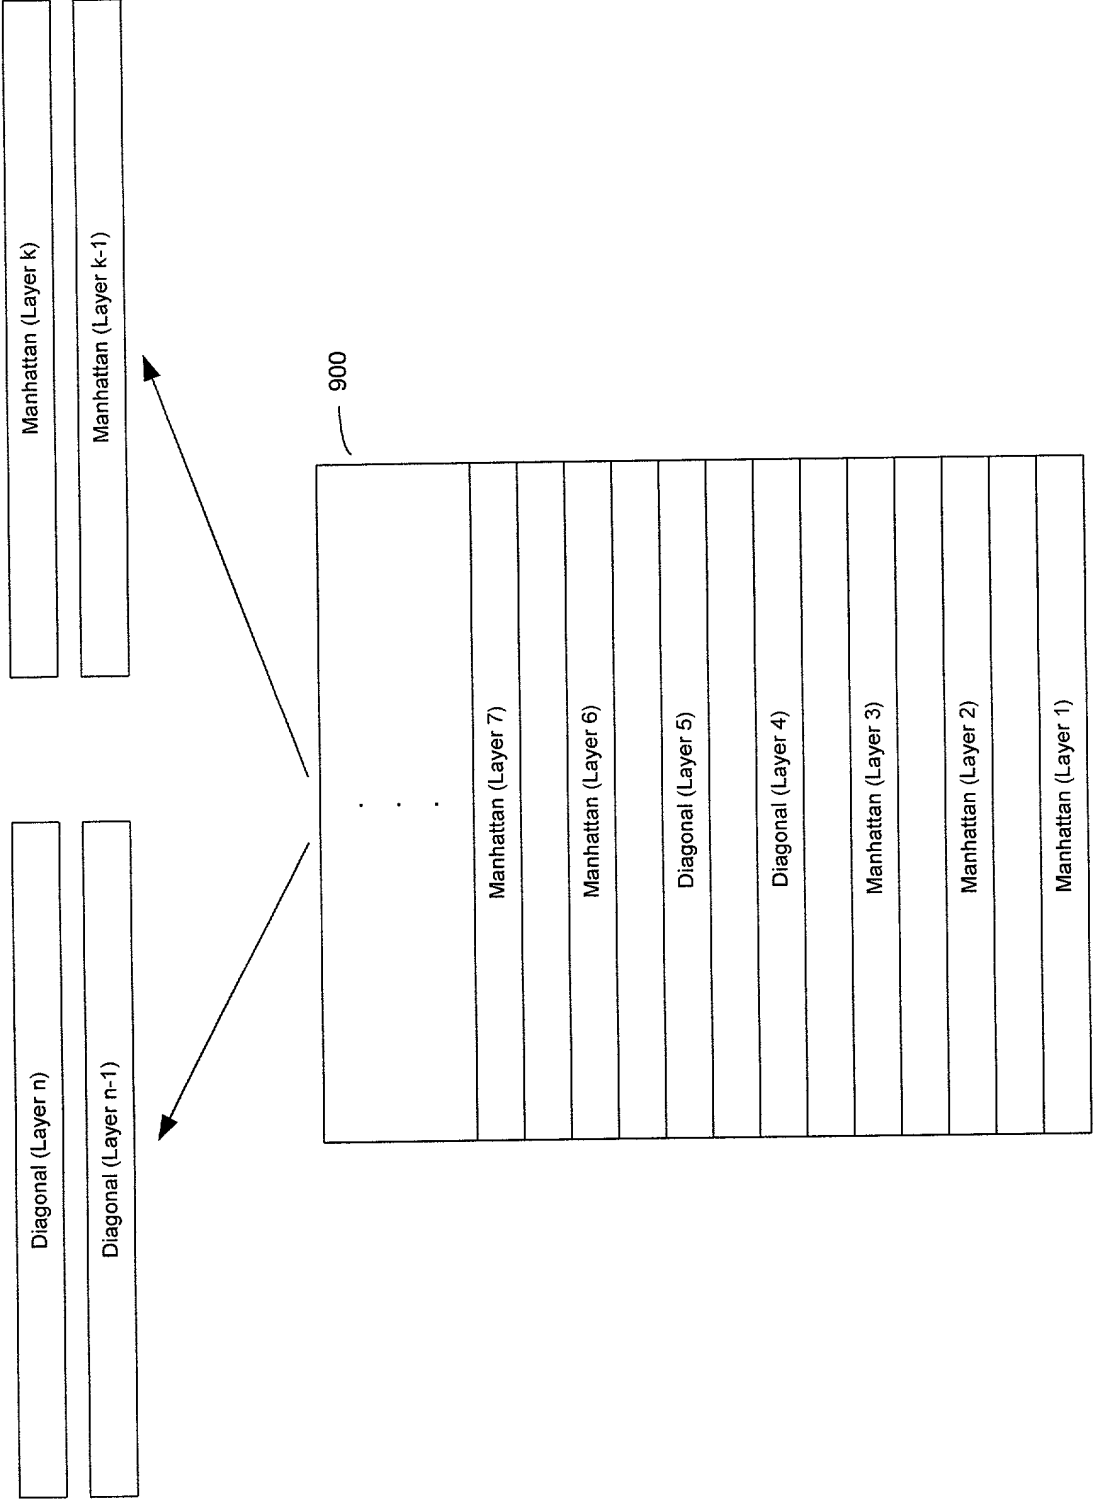 Diagonal (Layer n)
Manhattan (Layer k)
Diagonal (Layer n-1)
Manhattan (Layer k-1)
900
Manhattan (Layer 7)
Manhattan (Layer 6)
Diagonal (Layer 5)
Diagonal (Layer 4)
Manhattan (Layer 3)
Manhattan (Layer 2)
Manhattan (Layer 1)